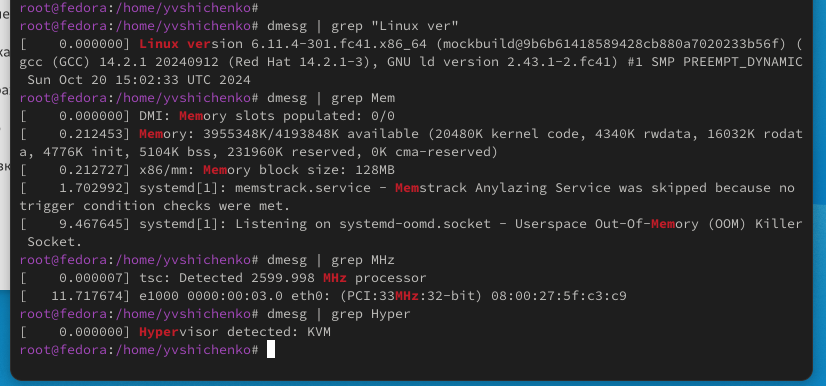 root@fedora:/home/yvshichenko#
root@fedora:/home/yvshichenko# dmesg | grep "Linux ver"
[    0.000000] Linux version 6.11.4-301.fc41.x86_64 (mockbuild@9b6b61418589428cb880a7020233b56f) (
gcc (GCC) 14.2.1 20240912 (Red Hat 14.2.1-3), GNU ld version 2.43.1-2.fc41) #1 SMP PREEMPT_DYNAMIC
 Sun Oct 20 15:02:33 UTC 2024
root@fedora:/home/yvshichenko# dmesg | grep Mem
[    0.000000] DMI: Memory slots populated: 0/0
[    0.212453] Memory: 3955348K/4193848K available (20480K kernel code, 4340K rwdata, 16032K rodat
a, 4776K init, 5104K bss, 231960K reserved, 0K cma-reserved)
[    0.212727] x86/mm: Memory block size: 128MB
[    1.702992] systemd[1]: memstrack.service - Memstrack Anylazing Service was skipped because no
trigger condition checks were met.
[    9.467645] systemd[1]: Listening on systemd-oomd.socket - Userspace Out-Of-Memory (OOM) Killer
 Socket.
root@fedora:/home/yvshichenko# dmesg | grep MHz
[    0.000007] tsc: Detected 2599.998 MHz processor
[   11.717674] e1000 0000:00:03.0 eth0: (PCI:33MHz:32-bit) 08:00:27:5f:c3:c9
root@fedora:/home/yvshichenko# dmesg | grep Hyper
[    0.000000] Hypervisor detected: KVM
root@fedora:/home/yvshichenko#